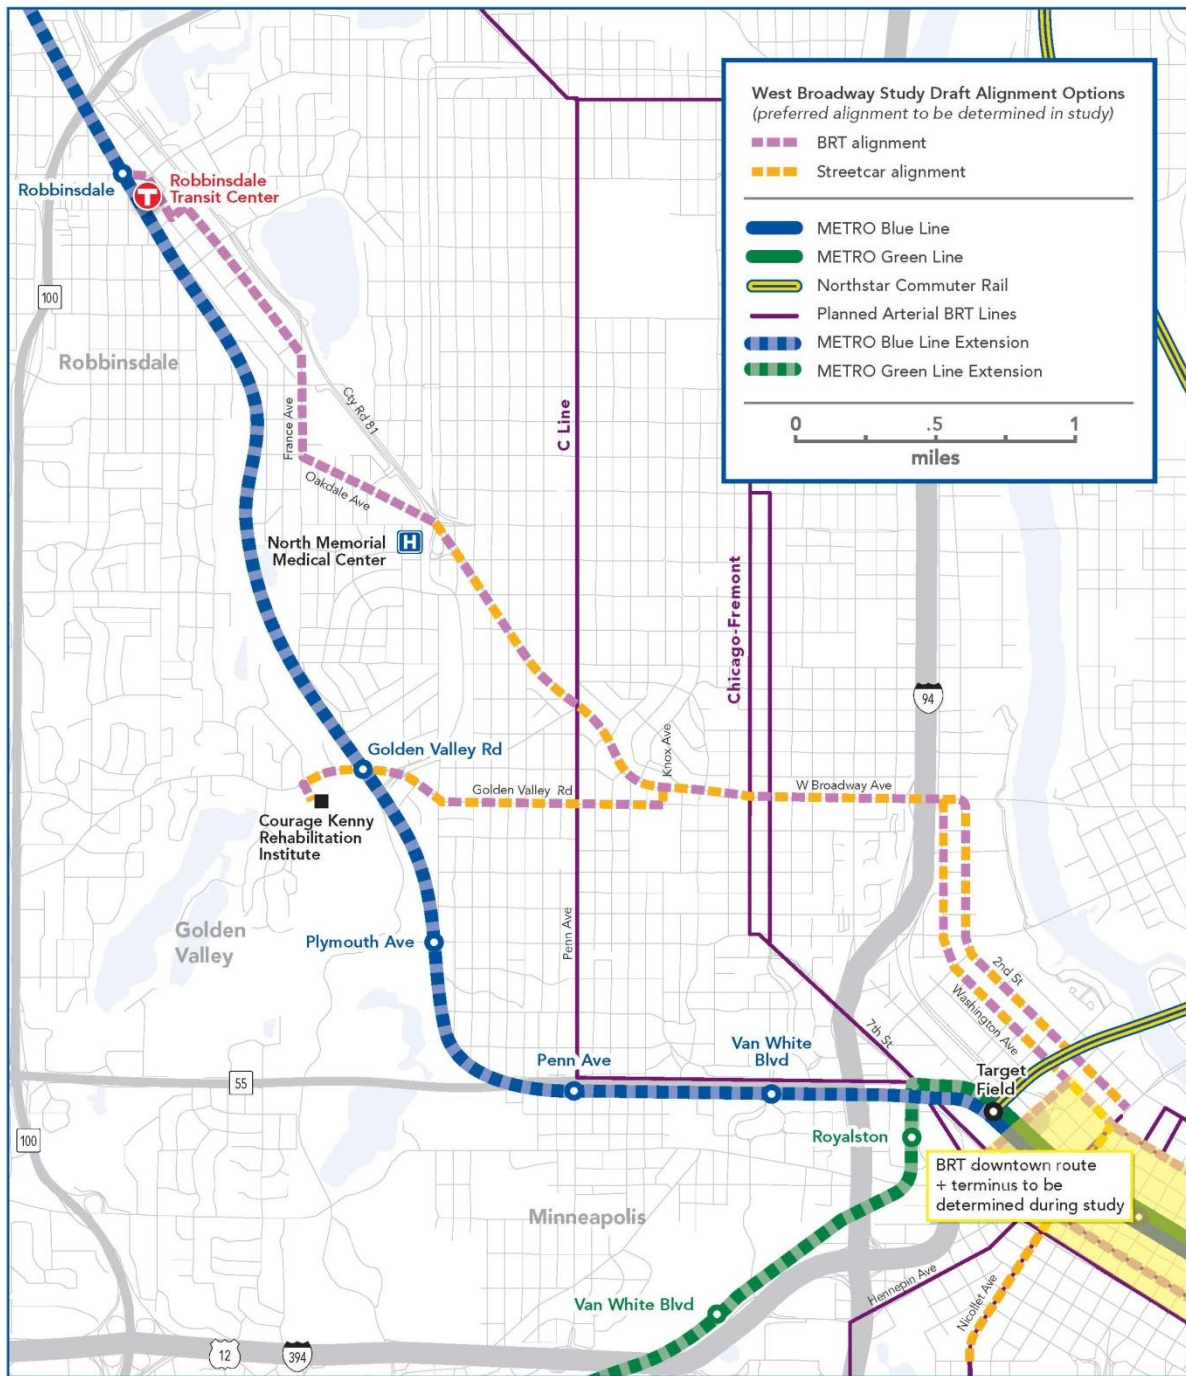 West Broadway Study Draft Alignment Options
(preferred alignment to be determined in study)
BRT alignment
Streetcar alignment
METRO Blue Line
METRO Green Line
Northstar Commuter Rail
Planned Arterial BRT Lines
METRO Blue Line Extension
METRO Green Line Extension
0 .5 1
miles
Robbinsdale
Robbinsdale
Transit Center
T
100
Robbinsdale
France Ave
Cty Rd 81
Oakdale Ave
C Line
North Memorial
Medical Center
H
Chicago-Fremont
94
Knox Ave
Golden Valley Rd
Golden Valley Rd
W Broadway Ave
Courage Kenny
Rehabilitation
Institute
Golden
Valley
Plymouth Ave
Penn Ave
2nd St
Washington Ave
7th St
Penn Ave
Van White
Blvd
Target
Field
55
100
Royalston
BRT downtown route
+ terminus to be
determined during study
Minneapolis
Hennepin Ave
Nicollet Ave
Van White Blvd
12
394